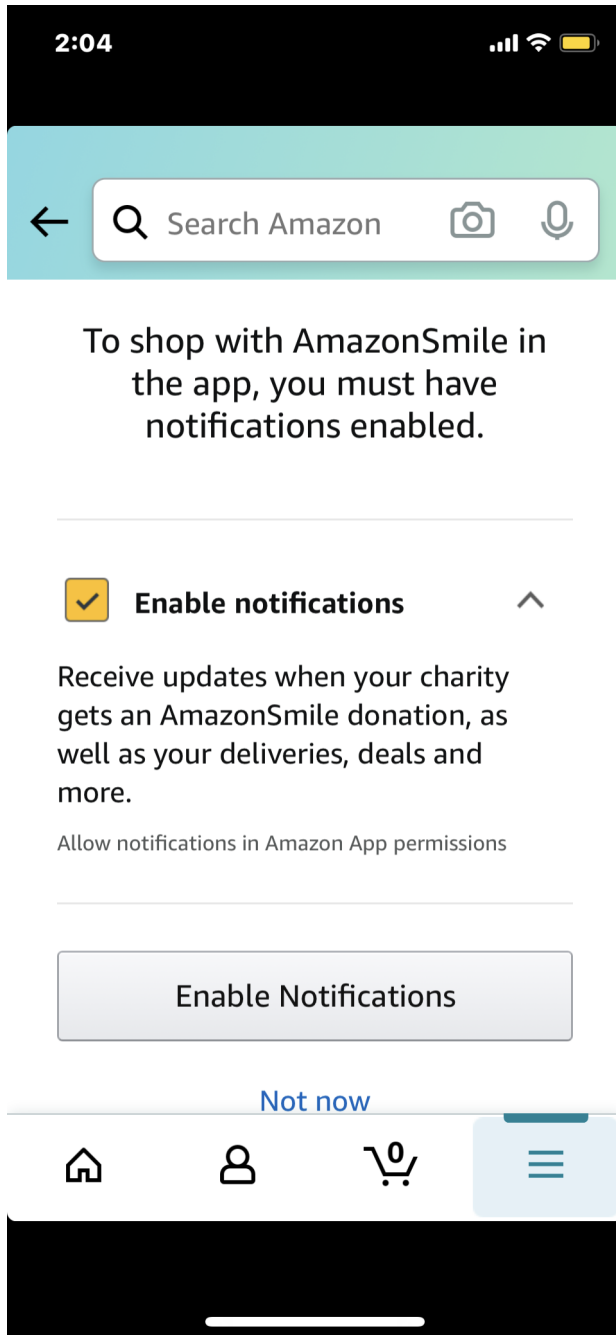 2:04
Search Amazon
To shop with AmazonSmile in
the app, you must have
notifications enabled.
Enable notifications
Receive updates when your charity
gets an AmazonSmile donation, as
well as your deliveries, deals and
more.
Allow notifications in Amazon App permissions
Enable Notifications
Not now
0